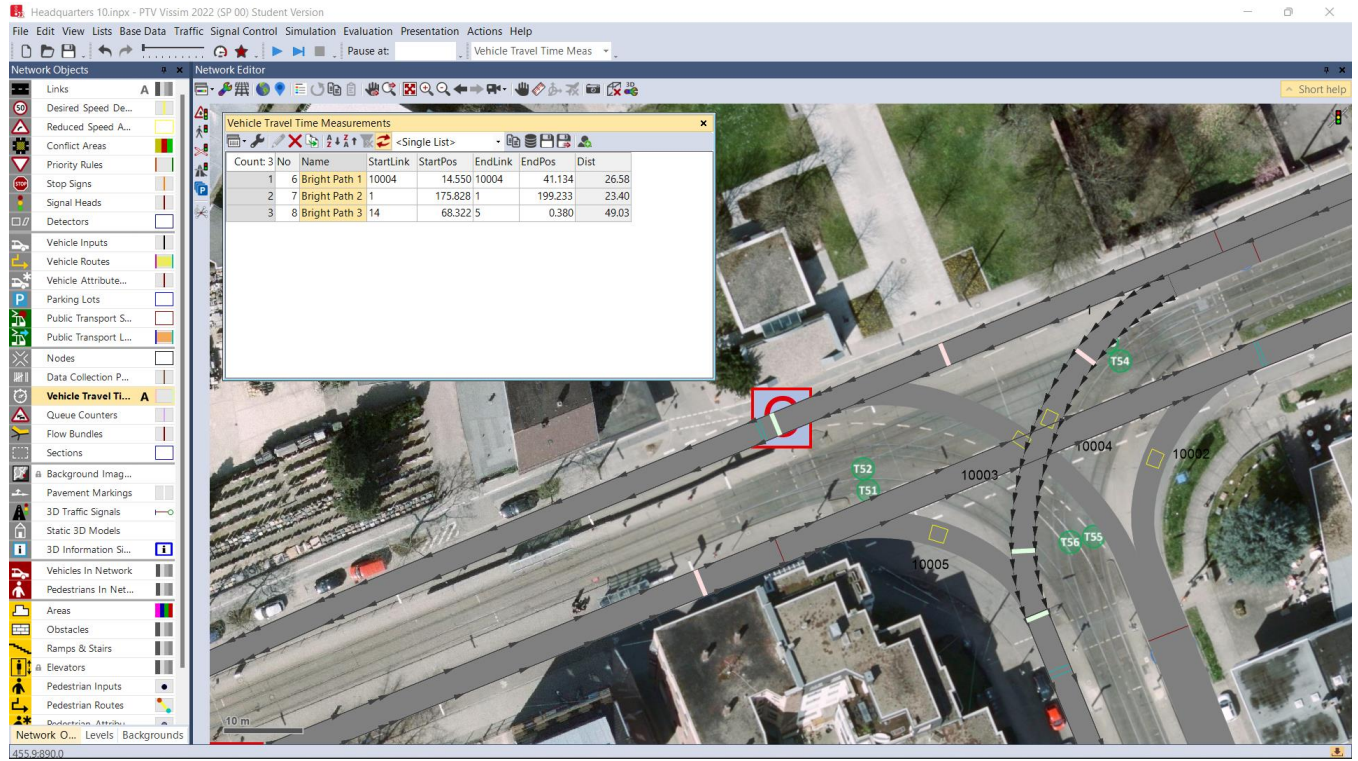 Headquarters 10.inpx - PTV Vissim 2022 (SP 00) Student Version
File Edit View Lists Base Data Traffic Signal Control Simulation Evaluation Presentation Actions Help
Pause at: Vehicle Travel Time Meas
Network Objects
Network Editor
Short help
Links A
Desired Speed De...
Reduced Speed A...
Conflict Areas
Priority Rules
Stop Signs
Signal Heads
Detectors
Vehicle Inputs
Vehicle Routes
Vehicle Attribute...
Parking Lots
Public Transport S...
Public Transport L...
Nodes
Data Collection P...
Vehicle Travel Ti... A
Queue Counters
Flow Bundles
Sections
Background Imag...
Pavement Markings
3D Traffic Signals
Static 3D Models
3D Information Si...
Vehicles In Network
Pedestrians In Net...
Areas
Obstacles
Ramps & Stairs
Elevators
Pedestrian Inputs
Pedestrian Routes
Pedestrian Attribu...
Network O... Levels Backgrounds
455.9:890.0
Vehicle Travel Time Measurements
<Single List>
Count: 3 No Name StartLink StartPos EndLink EndPos Dist
1 6 Bright Path 1 10004 14.550 10004 41.134 26.58
2 7 Bright Path 2 1 175.828 1 199.233 23.40
3 8 Bright Path 3 14 68.322 5 0.380 49.03
1
T54
10004
10002
10003
T52
T51
T56 T55
10005
10 m